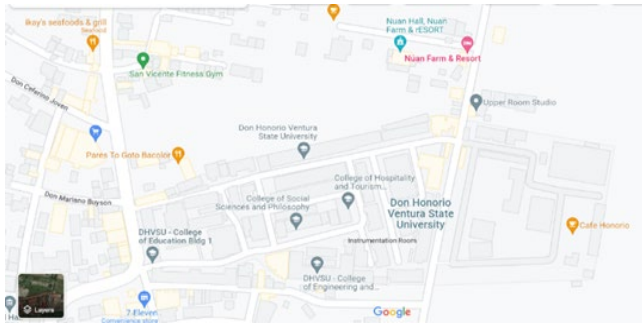 ikay's seafoods & grill
Seafood
San Vicente Fitness Gym
Don Ceferino Joven
Nuan Hall, Nuan
Farm & rESORT
Nuan Farm & Resort
Upper Room Studio
Don Honorio Ventura
State University
Pares To Goto Bacolor
College of Hospitality
and Tourism...
College of Social
Sciences and Philosophy
Don Mariano Buyson
Don Honorio
Ventura State
University
Cafe Honorio
DHVSU - College
of Education Bldg 1
Instrumentation Room
DHVSU - College
of Engineering and...
Layers
7 Eleven
Convenience store
Google